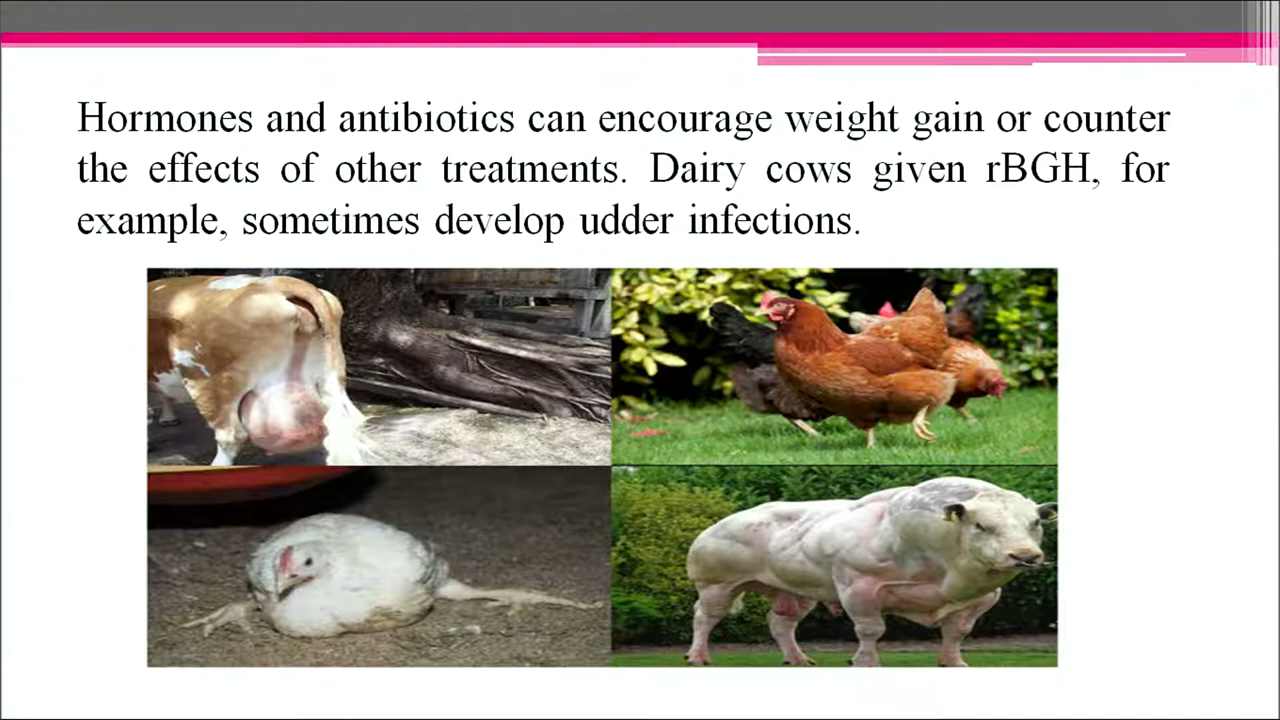 Hormones and antibiotics can encourage weight gain or counter
the effects of other treatments. Dairy cows given rBGH, for
example, sometimes develop udder infections.